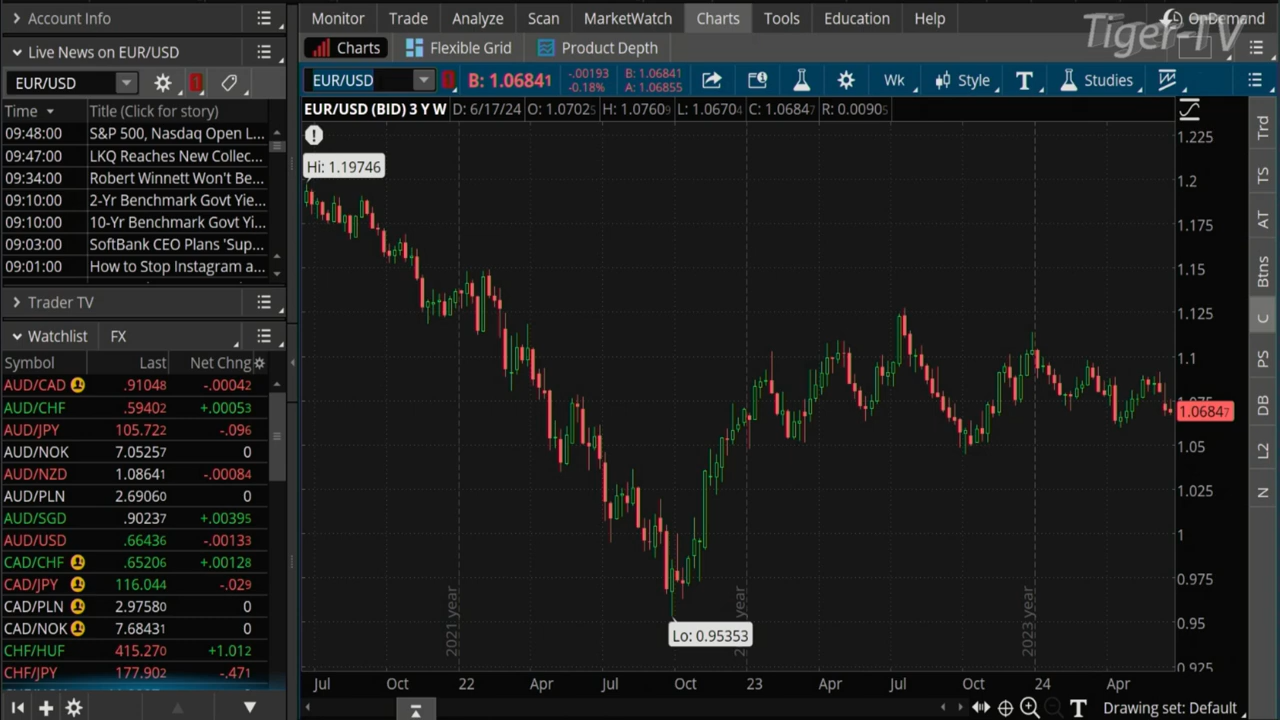 Account Info
Monitor Trade Analyze Scan MarketWatch Charts Tools Education Help OnDemand
Tiger-TV
Live News on EUR/USD
Charts Flexible Grid Product Depth
EUR/USD
EUR/USD B: 1.06841 -.00193 -0.18% B: 1.06841 A: 1.06855 Wk Style T Studies
Time Title (Click for story)
EUR/USD (BID) 3 Y W D: 6/17/24 O: 1.07025 H: 1.07609 L: 1.06704 C: 1.06847 R: 0.00905
09:48:00 S&P 500, Nasdaq Open L...
09:47:00 LKQ Reaches New Collec...
09:34:00 Robert Winnett Won't Be...
09:10:00 2-Yr Benchmark Govt Yie...
09:10:00 10-Yr Benchmark Govt Yi...
09:03:00 SoftBank CEO Plans 'Sup...
09:01:00 How to Stop Instagram a...
Trader TV
Watchlist FX
Symbol Last Net Chng
AUD/CAD .91048 -.00042
AUD/CHF .59402 +.00053
AUD/JPY 105.722 -.096
AUD/NOK 7.05257 0
AUD/NZD 1.08641 -.00084
AUD/PLN 2.69060 0
AUD/SGD .90237 +.00395
AUD/USD .66436 -.00133
CAD/CHF .65206 +.00128
CAD/JPY 116.044 -.029
CAD/PLN 2.97580 0
CAD/NOK 7.68431 0
CHF/HUF 415.270 +1.012
CHF/JPY 177.902 -.471
Hi: 1.19746
Lo: 0.95353
2021 year
year
2023 year
1.225
1.2
1.175
1.15
1.125
1.1
1.06847
1.05
1.025
1
0.975
0.95
0.925
Jul Oct 22 Apr Jul Oct 23 Apr Jul Oct 24 Apr
Trd
TS
AT
Btns
C
PS
DB
L2
N
T Drawing set: Default